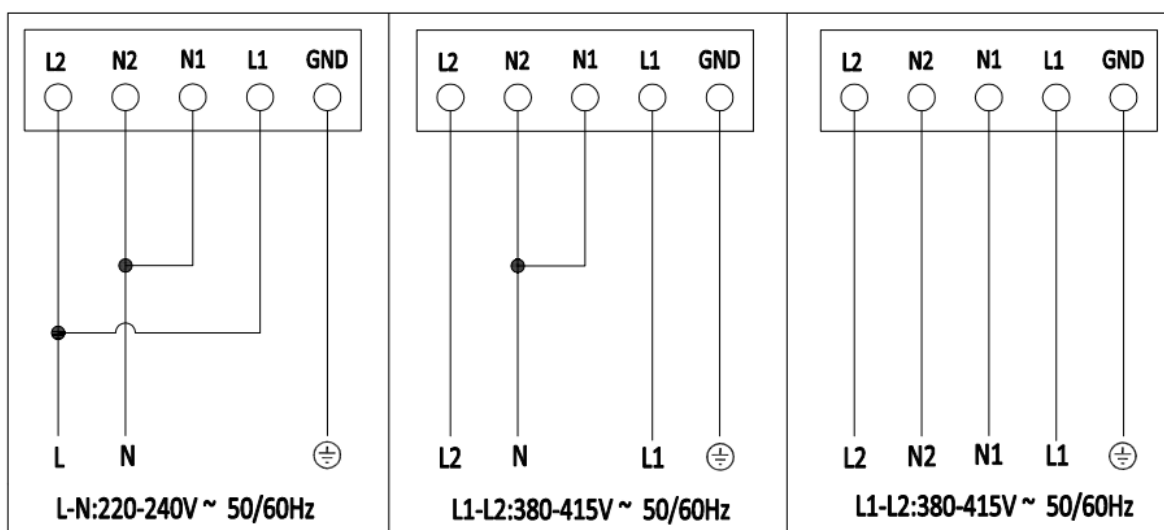 L2 N2 N1 L1 GND
L N
L-N:220-240V ~ 50/60Hz
L2 N2 N1 L1 GND
L2 N L1
L1-L2:380-415V ~ 50/60Hz
L2 N2 N1 L1 GND
L2 N2 N1 L1
L1-L2:380-415V ~ 50/60Hz